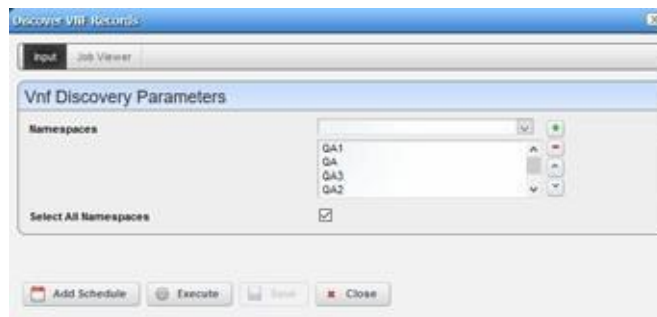 Discover Vnf Records
Input Job Viewer
Vnf Discovery Parameters
Namespaces
QA1
QA
QA3
QA2
Select All Namespaces
Add Schedule Execute Save Close